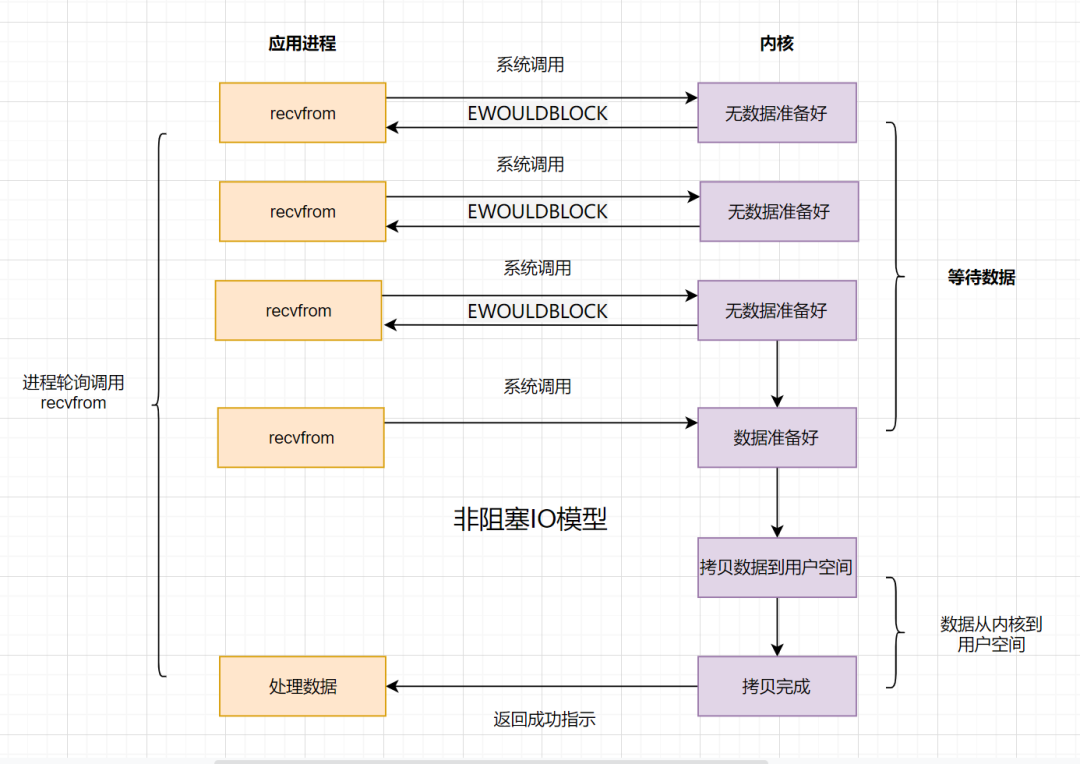 应用进程
内核
系统调用
recvfrom
EWOULDBLOCK
无数据准备好
系统调用
recvfrom
EWOULDBLOCK
无数据准备好
系统调用
等待数据
recvfrom
EWOULDBLOCK
无数据准备好
进程轮询调用
recvfrom
系统调用
recvfrom
数据准备好
非阻塞IO模型
拷贝数据到用户空间
数据从内核到
用户空间
处理数据
拷贝完成
返回成功指示